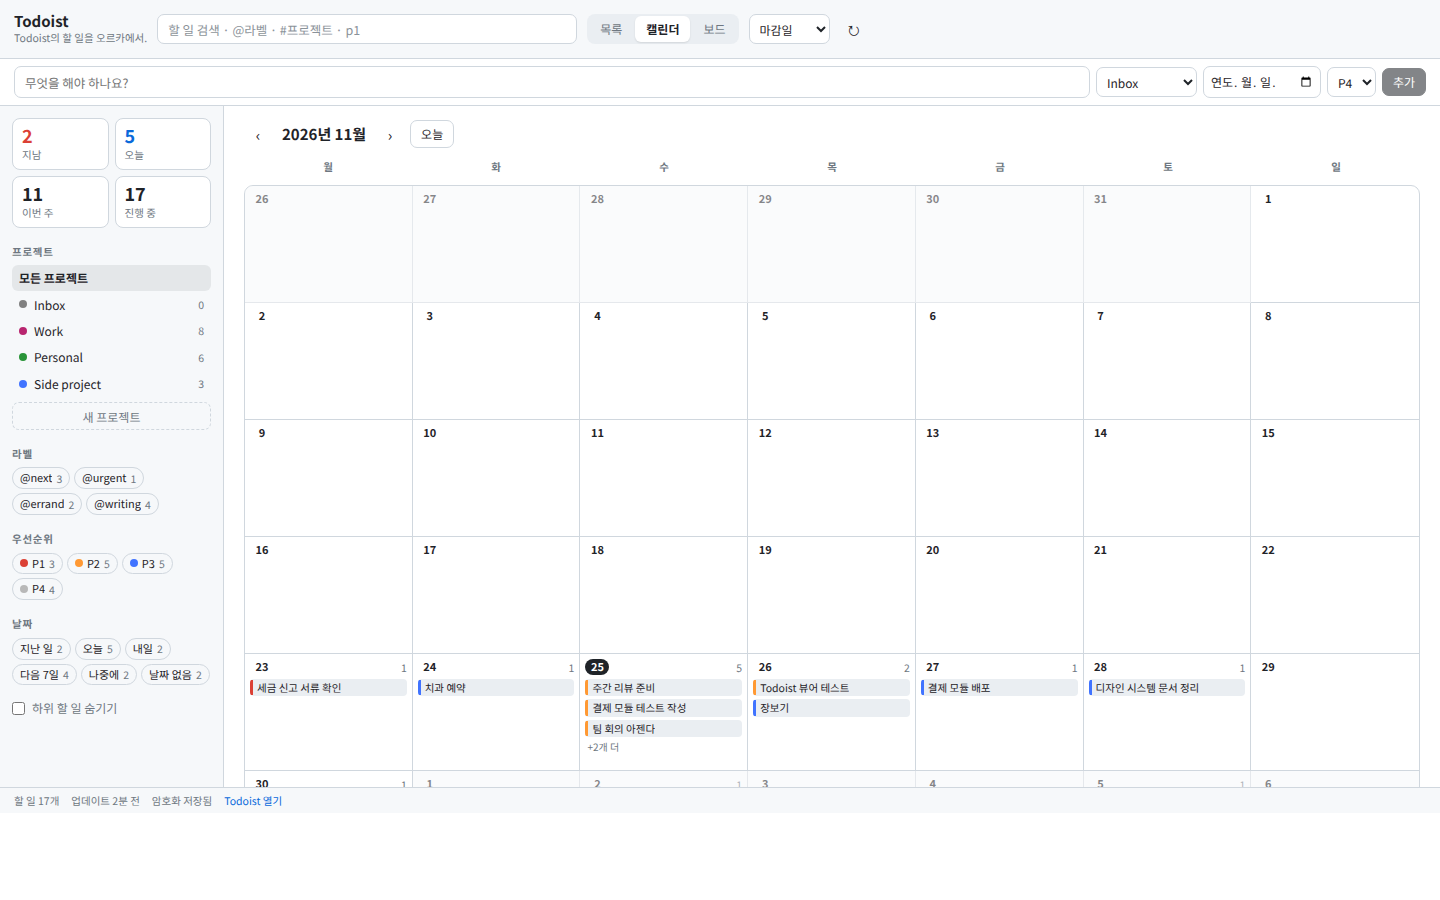 Todoist
Todoist의 할 일을 오르카에서.
할 일 검색 · @라벨 · #프로젝트 · p1
목록 캘린더 보드
마감일
↻
무엇을 해야 하나요?
Inbox
연도. 월. 일.
P4
추가
2 지남
5 오늘
11 이번 주
17 진행 중
프로젝트
모든 프로젝트
Inbox 0
Work 8
Personal 6
Side project 3
새 프로젝트
라벨
@next 3 @urgent 1
@errand 2 @writing 4
우선순위
P1 3 P2 5 P3 5
P4 4
날짜
지난 일 2 오늘 5 내일 2
다음 7일 4 나중에 2 날짜 없음 2
하위 할 일 숨기기
‹ 2026년 11월 › 오늘
월 화 수 목 금 토 일
26 27 28 29 30 31 1
2 3 4 5 6 7 8
9 10 11 12 13 14 15
16 17 18 19 20 21 22
23 1 24 1 25 5 26 2 27 1 28 1 29
세금 신고 서류 확인 치과 예약 주간 리뷰 준비 Todoist 뷰어 테스트 결제 모듈 배포 디자인 시스템 문서 정리
결제 모듈 테스트 작성 장보기
팀 회의 아젠다
+2개 더
30 1 1 2 1 3 4 5 1 6
할 일 17개 업데이트 2분 전 암호화 저장됨 Todoist 열기